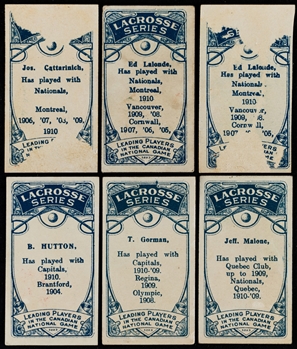 Jos. Cattarinich,
Has played with
Nationals,
Montreal,
1906, '07, '08, '09.
1910
LEADING
LACROSSE
SERIES
Ed Lalonde,
Has played with
Nationals,
Montreal,
1910
Vancouver,
1909, '08.
Cornwall,
1907, '06, '05.
LEADING PLAYERS
IN THE CANADIAN
NATIONAL GAME
Ed Lalonde,
Has played with
Nationals,
Montreal,
1910
Vancouver,
1909, '08.
Cornwall,
1907, '05.
LEADING
LACROSSE
SERIES
B. HUTTON,
Has played with
Capitals,
1910.
Brantford,
1904.
LEADING PLAYERS
IN THE CANADIAN
NATIONAL GAME
LACROSSE
SERIES
T. Gorman,
Has played with
Capitals,
1910-'09.
Regina,
1909.
Olympic,
1908.
LEADING PLAYERS
IN THE CANADIAN
NATIONAL GAME
LACROSSE
SERIES
Jeff. Malone,
Has played with
Quebec Club,
up to 1909,
Nationals,
Quebec,
1910-'09.
LEADING PLAYERS
IN THE CANADIAN
NATIONAL GAME